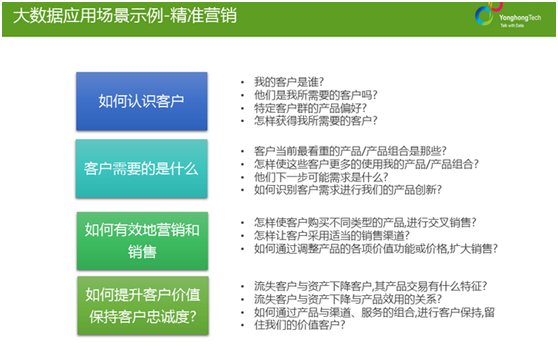 大数据应用场景示例-精准营销
YonghongTech
Talk with Data
如何认识客户
• 我的客户是谁?
• 他们是我所需要的客户吗?
• 特定客户群的产品偏好?
• 怎样获得我所需要的客户?
客户需要的是什么
• 客户当前最看重的产品/产品组合是那些?
• 怎样使这些客户更多的使用我的产品/产品组合?
• 他们下一步可能需求是什么?
• 如何识别客户需求进行我们的产品创新?
如何有效地营销和
销售
• 怎样使客户购买不同类型的产品,进行交叉销售?
• 怎样让客户采用适当的销售渠道?
• 如何通过调整产品的各项价值功能或价格,扩大销售?
如何提升客户价值
保持客户忠诚度?
• 流失客户与资产下降客户,其产品交易有什么特征?
• 流失客户与资产下降与产品效用的关系?
• 如何通过产品与渠道、服务的组合,进行客户保持,留
住我们的价值客户?